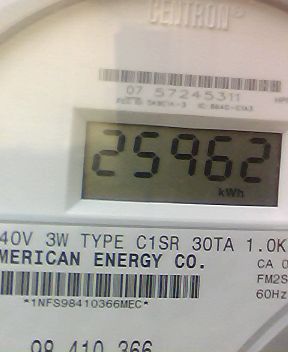 CENTRON®
07 57245311
25962
kWh
40V 3W TYPE C1SR 30TA 1.0K
MERICAN ENERGY CO.
CA 0
FM2S
60Hz
*1NFS98410366MEC*
98 410 366